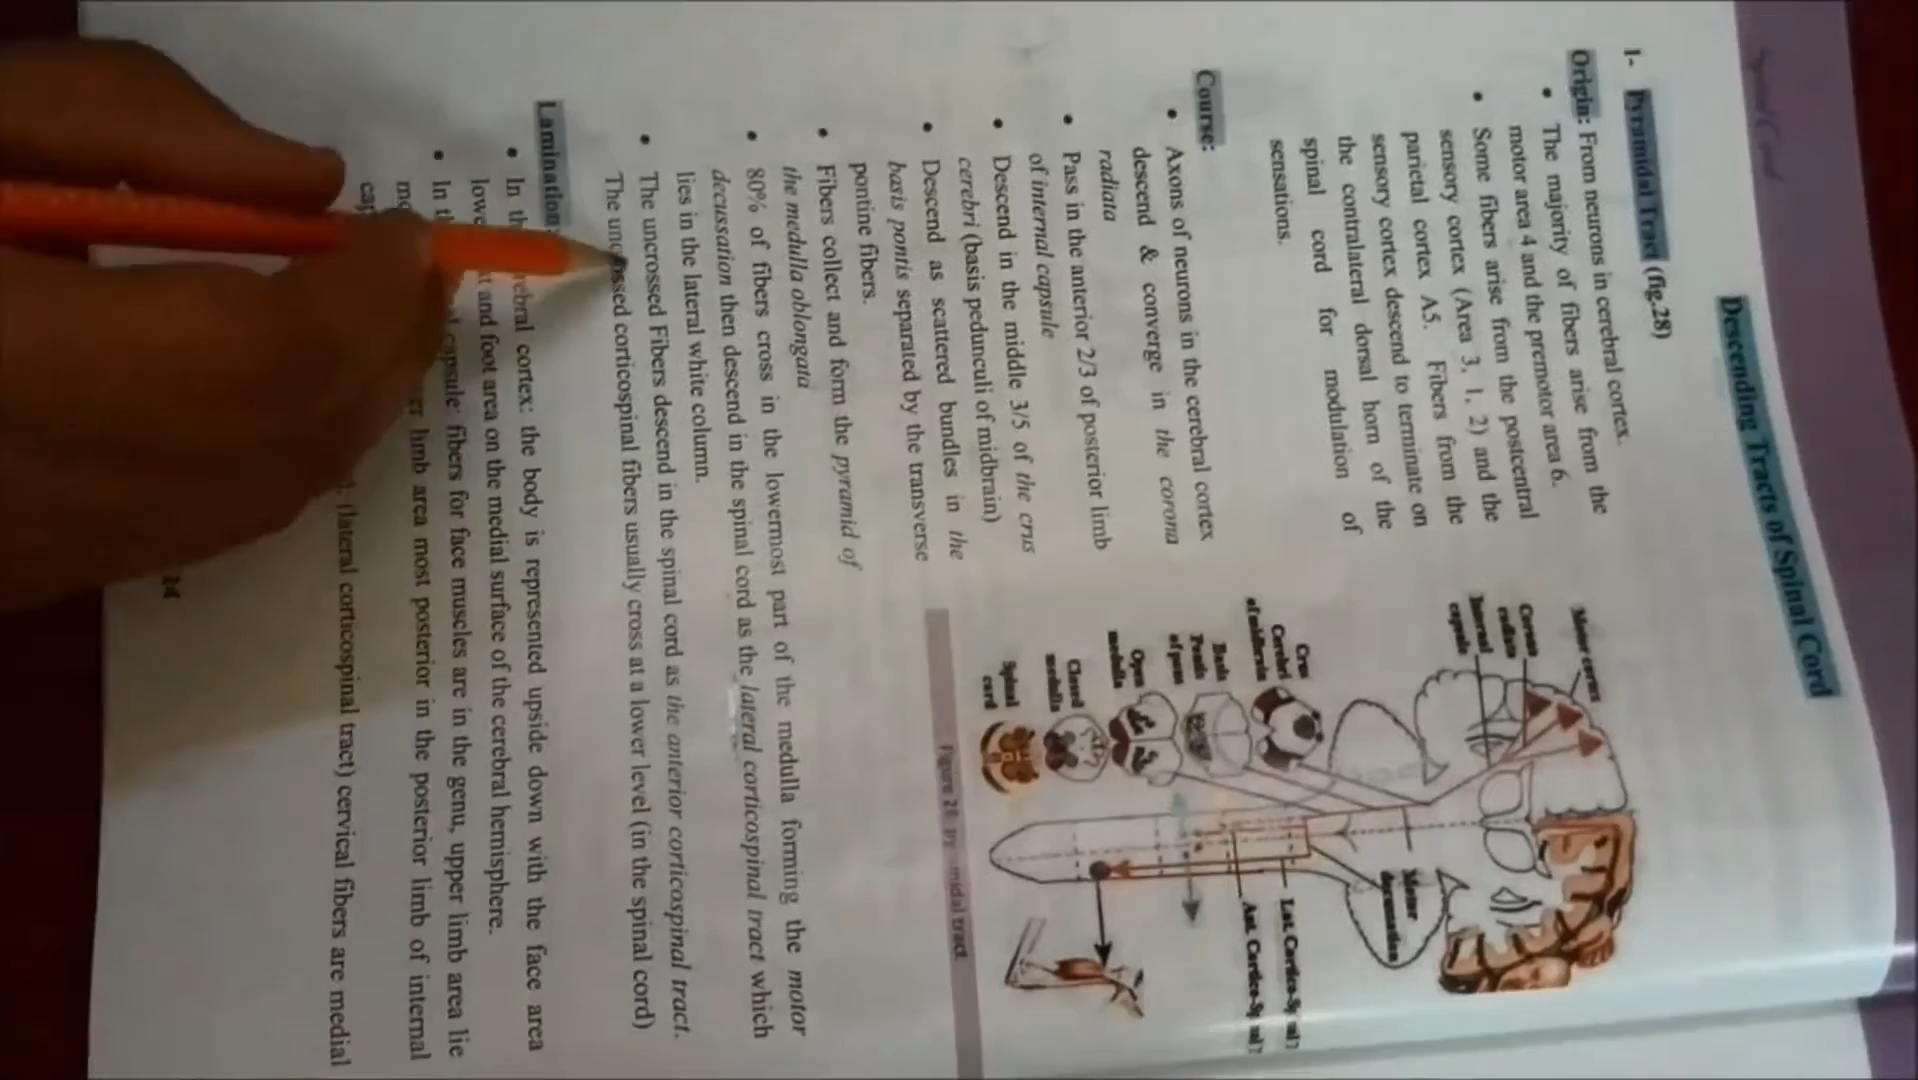 Descending Tracts of Spinal Cord
1- Pyramidal Tract (fig.28)
Origin: From neurons in cerebral cortex.
• The majority of fibers arise from the
motor area 4 and the premotor area 6.
• Some fibers arise from the postcentral
sensory cortex (Area 3, 1, 2) and the
parietal cortex A5. Fibers from the
sensory cortex descend to terminate on
the contralateral dorsal horn of the
spinal cord for modulation of
sensations.
Course:
• Axons of neurons in the cerebral cortex
descend & converge in the corona
radiata
• Pass in the anterior 2/3 of posterior limb
of internal capsule
• Descend in the middle 3/5 of the crus
cerebri (basis pedunculi of midbrain)
• Descend as scattered bundles in the
basis pontis separated by the transverse
pontine fibers.
• Fibers collect and form the pyramid of
the medulla oblongata
• 80% of fibers cross in the lowermost part of the medulla forming the motor
decussation then descend in the spinal cord as the lateral corticospinal tract which
lies in the lateral white column.
• The uncrossed Fibers descend in the spinal cord as the anterior corticospinal tract.
The corticospinal fibers usually cross at a lower level (in the spinal cord)
Lamination:
• In cortex: the body is represented upside down with the face area
and foot area on the medial surface of the cerebral hemisphere.
• In capsule: fibers for face muscles are in the genu, upper limb area lie
limb area most posterior in the posterior limb of internal
(lateral corticospinal tract) cervical fibers are medial
Motor cortex
Corona
radiata
Internal
capsule
Crus
Cerebri
of midbrain
Basis
Pontis
of pons
Open
medulla
Closed
medulla
Spinal
cord
Motor
decussation
Lat. Cortico-Sp
Ant. Cortico-Sp
Figure 28 tract